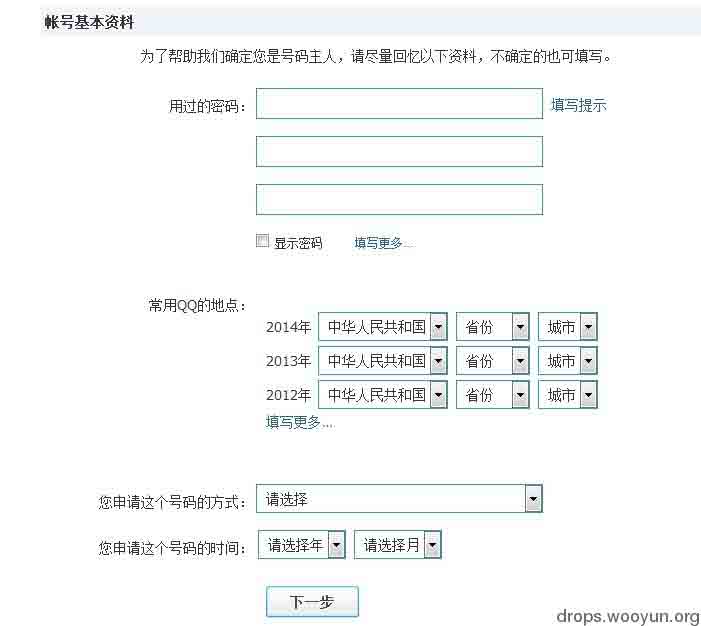 帐号基本资料
为了帮助我们确定您是号码主人，请尽量回忆以下资料，不确定的也可填写。
用过的密码： 填写提示
显示密码 填写更多...
常用QQ的地点：
2014年 中华人民共和国 省份 城市
2013年 中华人民共和国 省份 城市
2012年 中华人民共和国 省份 城市
填写更多...
您申请这个号码的方式： 请选择
您申请这个号码的时间： 请选择年 请选择月
下一步
drops.wooyun.org